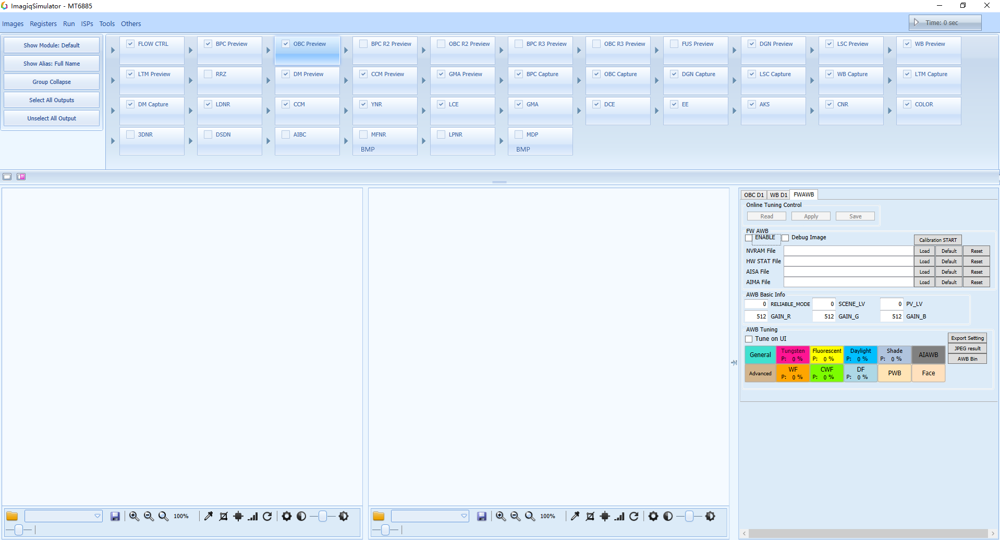 ImagiqSimulator - MT6885
Images Registers Run ISPs Tools Others
Time: 0 sec
Show Module: Default
Show Alias: Full Name
Group Collapse
Select All Outputs
Unselect All Output
FLOW CTRL BPC Preview OBC Preview BPC R2 Preview OBC R2 Preview BPC R3 Preview OBC R3 Preview FUS Preview DGN Preview LSC Preview WB Preview
LTM Preview RRZ DM Preview CCM Preview GMA Preview BPC Capture OBC Capture DGN Capture LSC Capture WB Capture LTM Capture
DM Capture LDNR CCM YNR LCE GMA DCE EE AKS CNR COLOR
3DNR DSDN AIBC MFNR LPNR MDP
BMP BMP
OBC D1 WB D1 FWAWB
Online Tuning Control
Read Apply Save
FW AWB
ENABLE Debug Image Calibration START
NVRAM File Load Default Reset
HW STAT File Load Default Reset
AISA File Load Default Reset
AIMA File Load Default Reset
AWB Basic Info
0 RELIABLE_MODE 0 SCENE_LV 0 PV_LV
512 GAIN_R 512 GAIN_G 512 GAIN_B
AWB Tuning
Tune on UI
Export Setting
JPEG result
AWB Bin
General Tungsten Fluorescent Daylight Shade AIAWB
P: 0 % P: 0 % P: 0 % P: 0 %
Advanced WF CWF DF PWB Face
P: 0 % P: 0 % P: 0 %
100%
100%